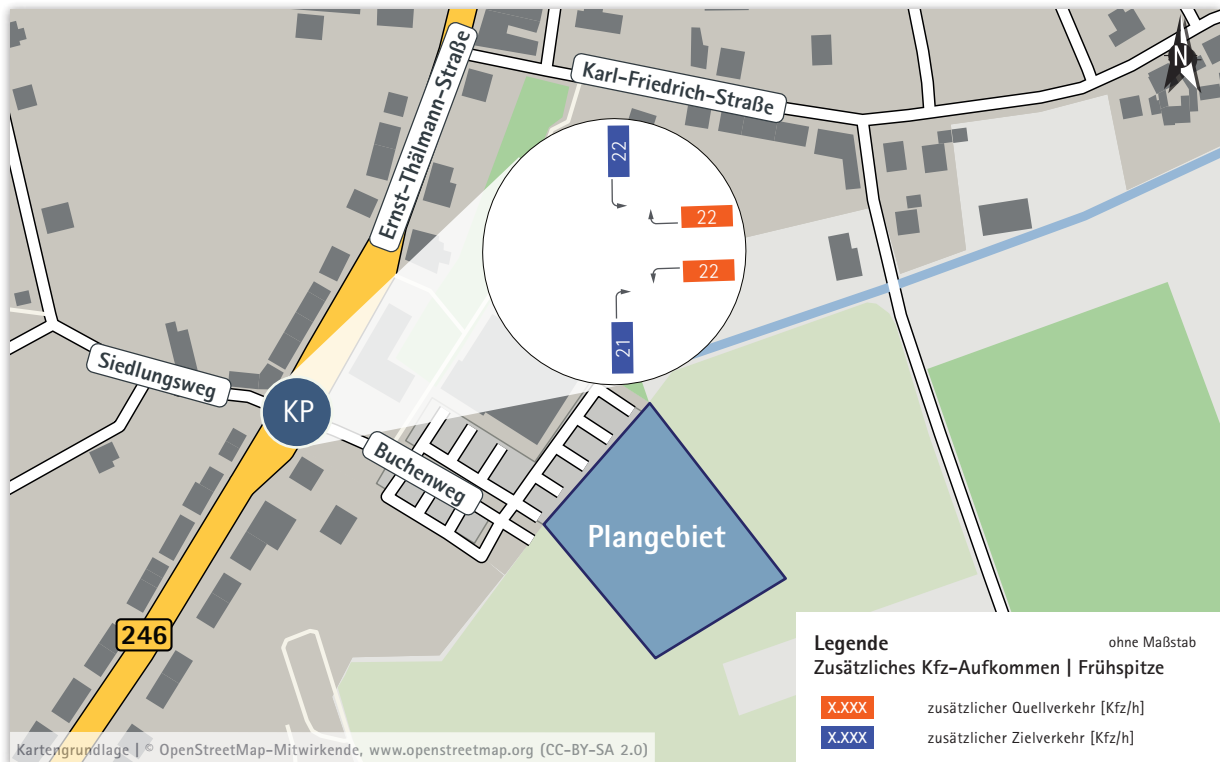 Karl-Friedrich-Straße
N
Ernst-Thälmann-Straße
22
22
22
21
Siedlungsweg
KP
Buchenweg
Plangebiet
246
Legende
ohne Maßstab
Zusätzliches Kfz-Aufkommen | Frühspitze
X.XXX zusätzlicher Quellverkehr [Kfz/h]
X.XXX zusätzlicher Zielverkehr [Kfz/h]
Kartengrundlage | © OpenStreetMap-Mitwirkende, www.openstreetmap.org (CC-BY-SA 2.0)